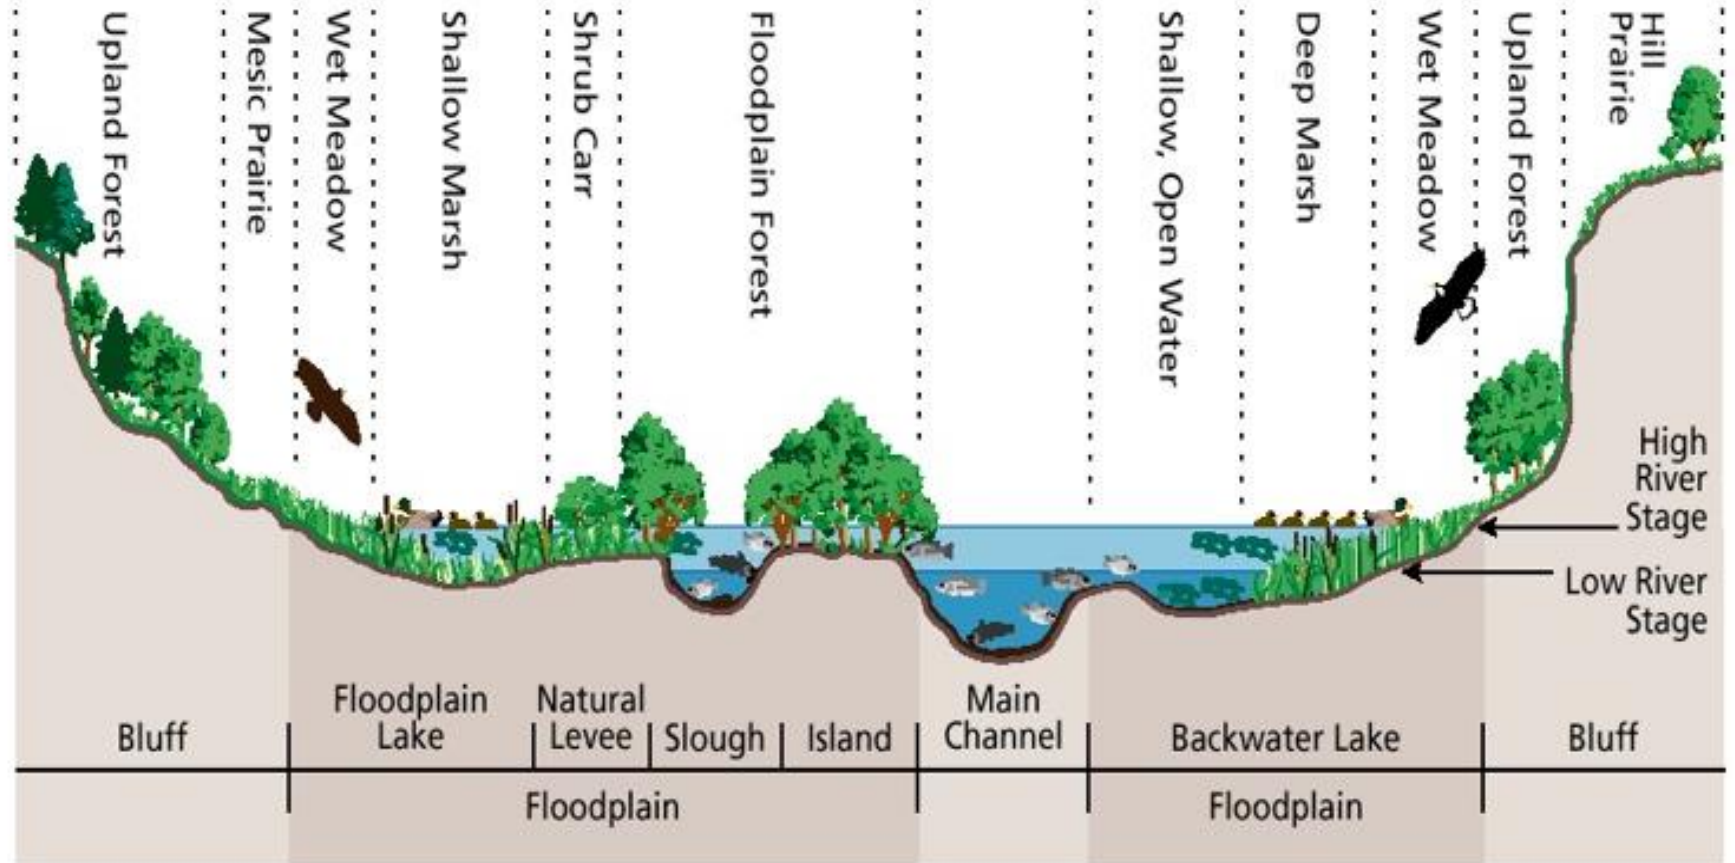 Upland Forest
Mesic Prairie
Wet Meadow
Shallow Marsh
Shrub Carr
Floodplain Forest
Shallow, Open Water
Deep Marsh
Wet Meadow
Upland Forest
Hill
Prairie
High
River
Stage
Low River
Stage
Bluff
Floodplain
Lake
Natural
Levee
Slough
Island
Main
Channel
Backwater Lake
Bluff
Floodplain
Floodplain